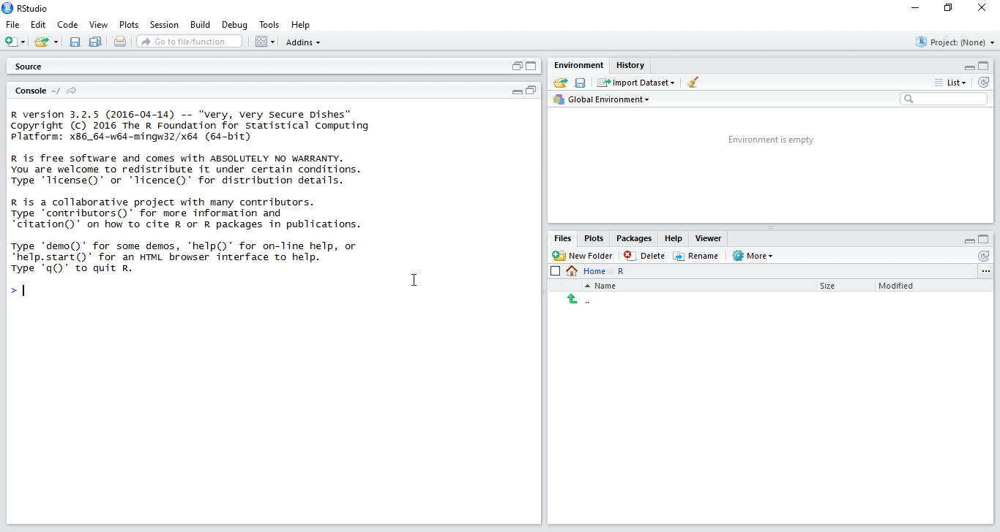 RStudio
File Edit Code View Plots Session Build Debug Tools Help
Go to file/function Addins Project: (None)
Source
Console ~/
R version 3.2.5 (2016-04-14) -- "Very, Very Secure Dishes"
Copyright (C) 2016 The R Foundation for Statistical Computing
Platform: x86_64-w64-mingw32/x64 (64-bit)
R is free software and comes with ABSOLUTELY NO WARRANTY.
You are welcome to redistribute it under certain conditions.
Type 'license()' or 'licence()' for distribution details.
R is a collaborative project with many contributors.
Type 'contributors()' for more information and
'citation()' on how to cite R or R packages in publications.
Type 'demo()' for some demos, 'help()' for on-line help, or
'help.start()' for an HTML browser interface to help.
Type 'q()' to quit R.
>
Environment History
Import Dataset List
Global Environment
Environment is empty
Files Plots Packages Help Viewer
New Folder Delete Rename More
Home R ...
Name Size Modified
..